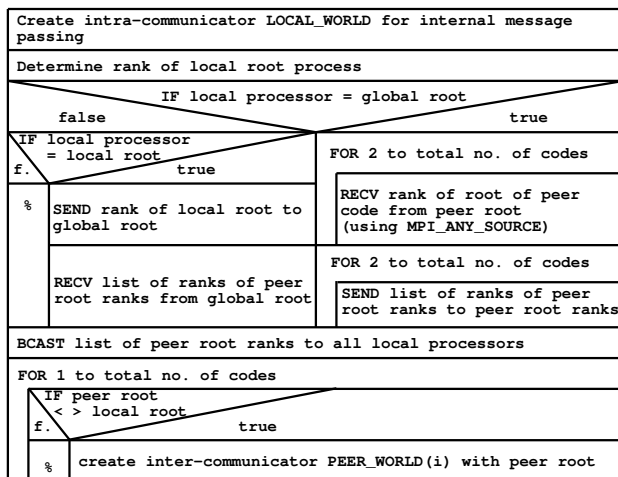 Create intra-communicator LOCAL_WORLD for internal message
passing
Determine rank of local root process
IF local processor = global root
false
true
IF local processor
= local root
f.
true
%
SEND rank of local root to
global root
RECV list of ranks of peer
root ranks from global root
FOR 2 to total no. of codes
RECV rank of root of peer
code from peer root
(using MPI_ANY_SOURCE)
FOR 2 to total no. of codes
SEND list of ranks of peer
root ranks to peer root ranks
BCAST list of peer root ranks to all local processors
FOR 1 to total no. of codes
IF peer root
< > local root
f.
true
%
create inter-communicator PEER_WORLD(i) with peer root